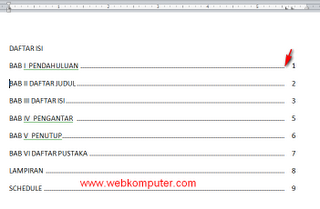 DAFTAR ISI
BAB I PENDAHULUAN 1
BAB II DAFTAR JUDUL 2
BAB III DAFTAR ISI 3
BAB IV PENGANTAR 5
BAB V PENUTUP 6
BAB VI DAFTAR PUSTAKA 7
LAMPIRAN 8
www.webkomputer.com
SCHEDULE 9